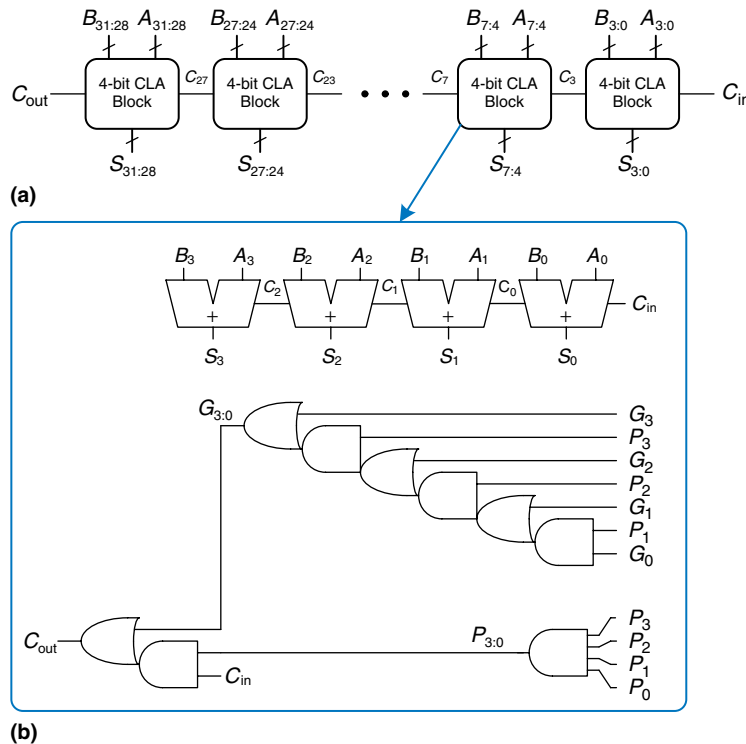 B31:28 A31:28 B27:24 A27:24 B7:4 A7:4 B3:0 A3:0
Cout 4-bit CLA Block C27 4-bit CLA Block C23 • • • C7 4-bit CLA Block C3 4-bit CLA Block Cin
S31:28 S27:24 S7:4 S3:0
(a)
B3 A3 B2 A2 B1 A1 B0 A0
C2 C1 C0
+ + + + Cin
S3 S2 S1 S0
G3:0 G3
P3
G2
P2
G1
P1
G0
P3
Cout P3:0 P2
P1
Cin P0
(b)